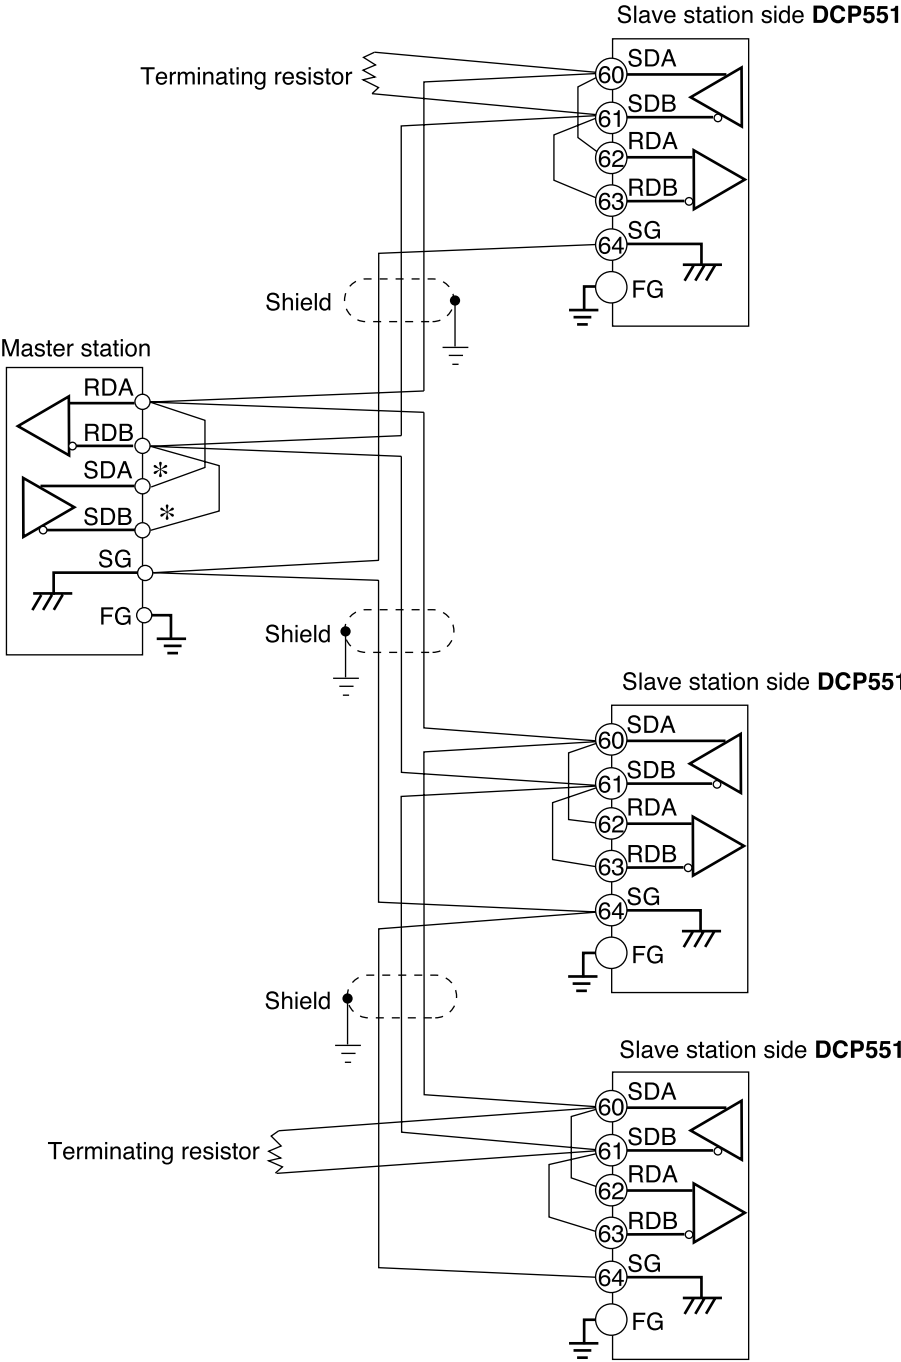 Slave station side DCP551
Terminating resistor
60 SDA
61 SDB
62 RDA
63 RDB
64 SG
FG
Shield
Master station
RDA
RDB
SDA *
SDB *
SG
FG
Shield
Slave station side DCP551
60 SDA
61 SDB
62 RDA
63 RDB
64 SG
FG
Shield
Slave station side DCP551
60 SDA
61 SDB
Terminating resistor
62 RDA
63 RDB
64 SG
FG